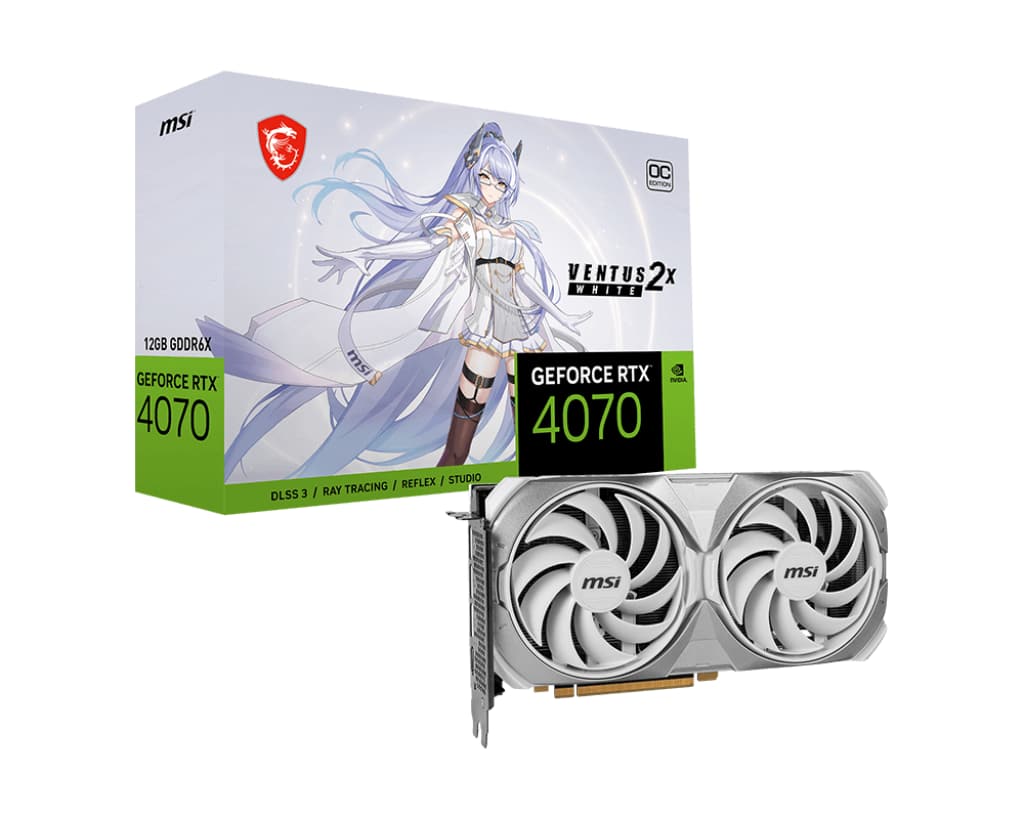 msi
12GB GDDR6X
GEFORCE RTX
4070
OC
EDITION
VENTUS 2X
WHITE
msi
GEFORCE RTX
4070
NVIDIA
DLSS 3 / RAY TRACING / REFLEX / STUDIO
msi
msi